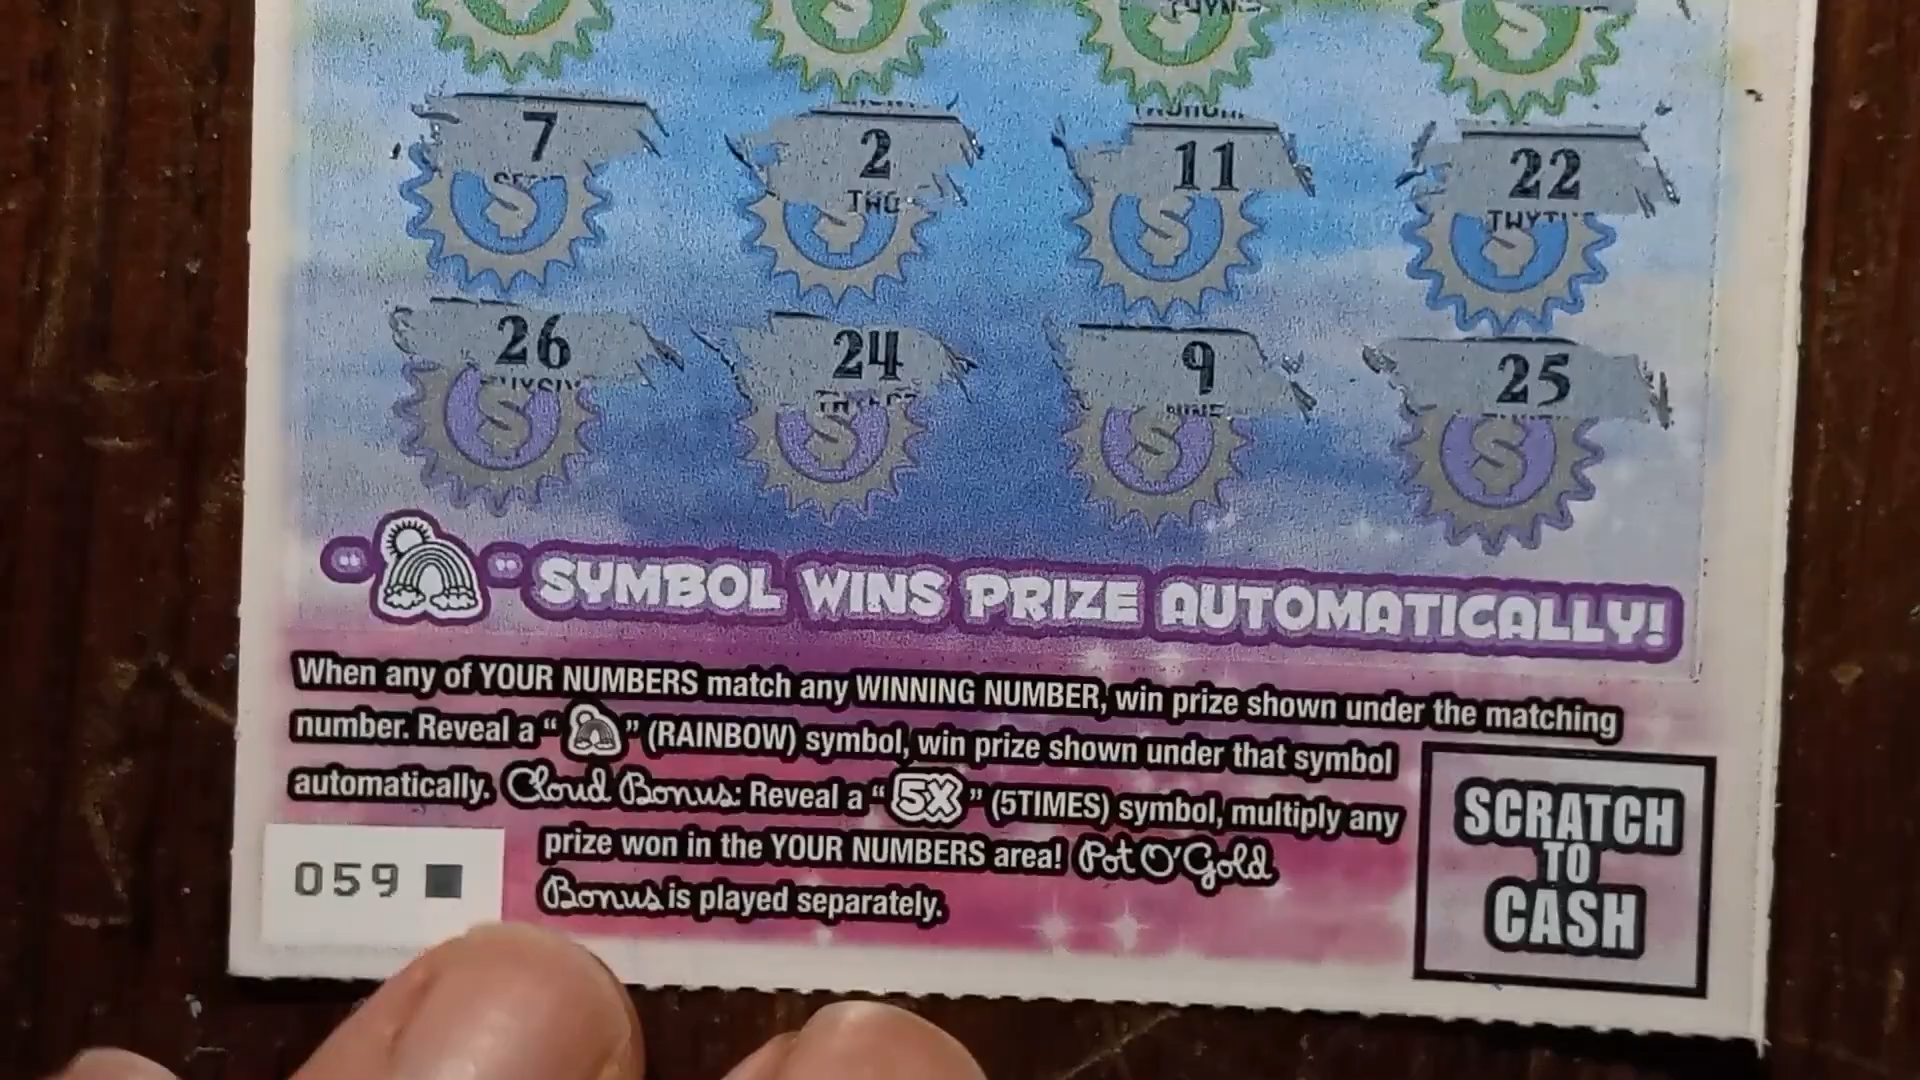 7 2 11 22
26 24 9 25
NINE
" " SYMBOL WINS PRIZE AUTOMATICALLY!
When any of YOUR NUMBERS match any WINNING NUMBER, win prize shown under the matching
number. Reveal a " " (RAINBOW) symbol, win prize shown under that symbol
automatically. Cloud Bonus: Reveal a "5X" (5TIMES) symbol, multiply any
prize won in the YOUR NUMBERS area! Pot O'Gold
Bonus is played separately.
059
SCRATCH
TO
CASH